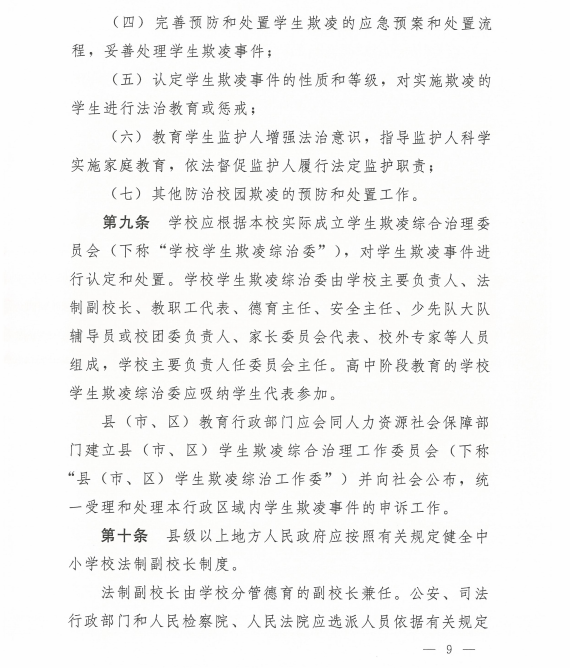 （四）完善预防和处置学生欺凌的应急预案和处置流
程，妥善处理学生欺凌事件；
（五）认定学生欺凌事件的性质和等级，对实施欺凌的
学生进行法治教育或惩戒；
（六）教育学生监护人增强法治意识，指导监护人科学
实施家庭教育，依法督促监护人履行法定监护职责；
（七）其他防治校园欺凌的预防和处置工作。
第九条 学校应根据本校实际成立学生欺凌综合治理委
员会（下称“学校学生欺凌综治委”），对学生欺凌事件进
行认定和处置。学校学生欺凌综治委由学校主要负责人、法
制副校长、教职工代表、德育主任、安全主任、少先队大队
辅导员或校团委负责人、家长委员会代表、校外专家等人员
组成，学校主要负责人任委员会主任。高中阶段教育的学校
学生欺凌综治委应吸纳学生代表参加。
县（市、区）教育行政部门应会同人力资源社会保障部
门建立县（市、区）学生欺凌综合治理工作委员会（下称
“县（市、区）学生欺凌综治工作委”）并向社会公布，统
一受理和处理本行政区域内学生欺凌事件的申诉工作。
第十条 县级以上地方人民政府应按照有关规定健全中
小学校法制副校长制度。
法制副校长由学校分管德育的副校长兼任。公安、司法
行政部门和人民检察院、人民法院应选派人员依据有关规定
— 9 —